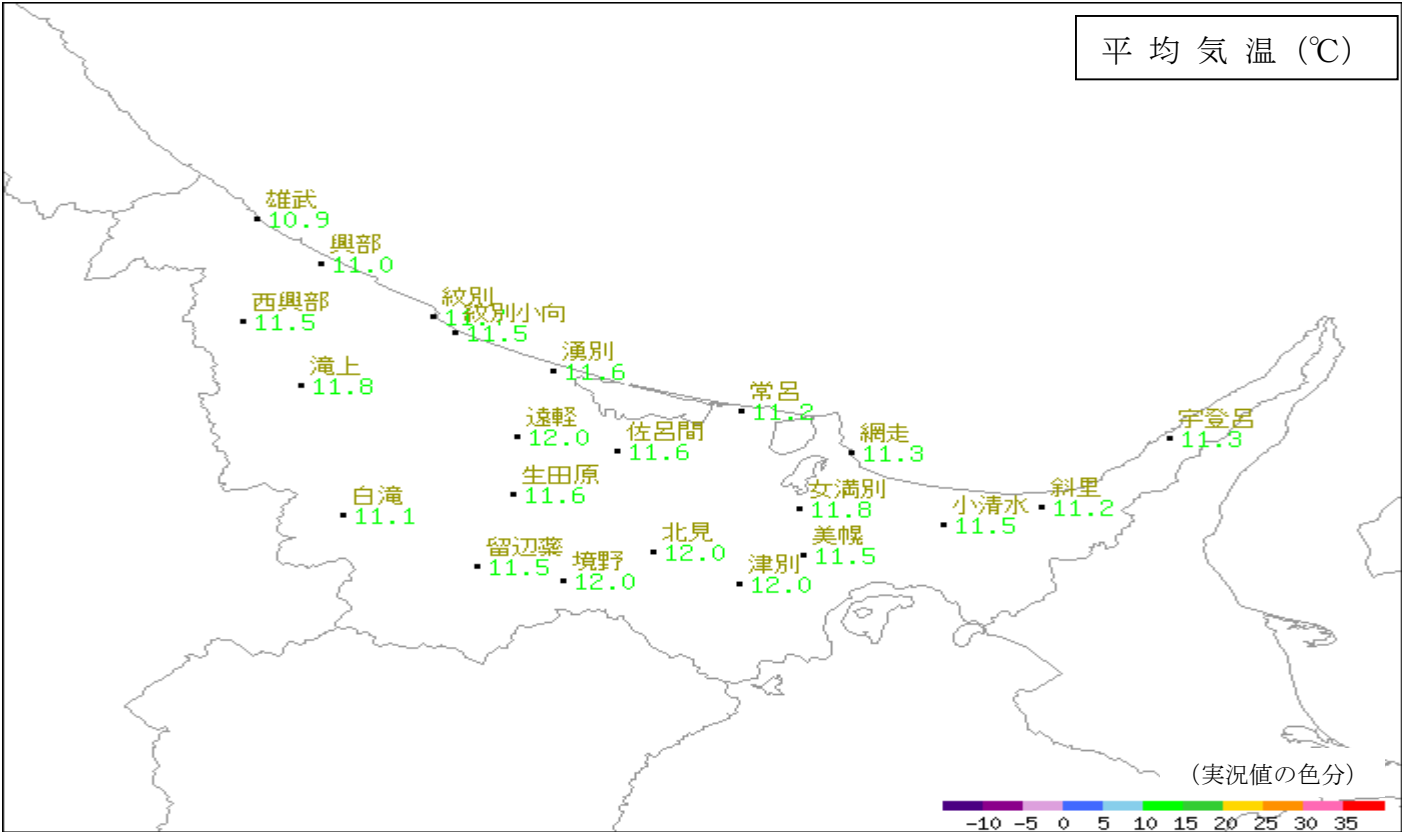 平均気温(℃)
雄武
10.9
興部
11.0
西興部
11.5
紋別
紋別小向
11.5
滝上
11.8
湧別
11.6
常呂
11.2
遠軽
12.0
佐呂間
11.6
網走
11.3
宇登呂
11.3
生田原
11.6
白滝
11.1
女満別
11.8
小清水
11.5
斜里
11.2
留辺蘂
11.5
境野
12.0
北見
12.0
津別
12.0
美幌
11.5
(実況値の色分)
-10 -5 0 5 10 15 20 25 30 35